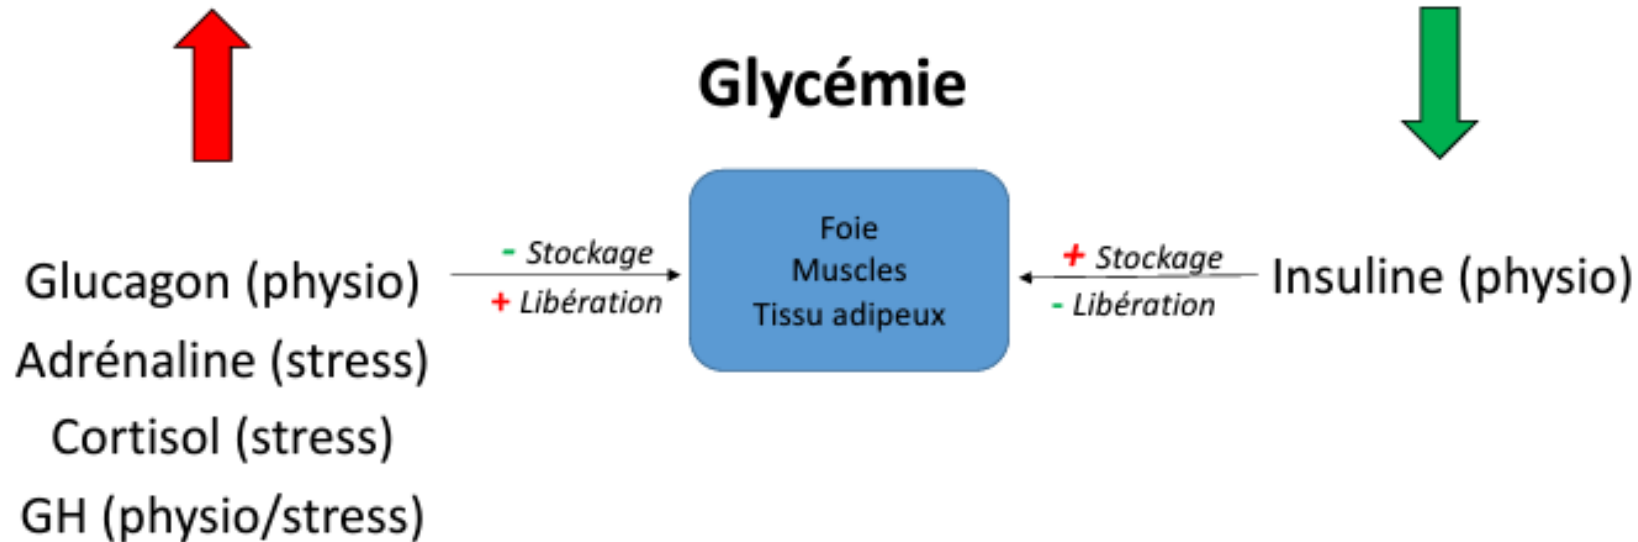 Glycémie
Glucagon (physio)
Adrénaline (stress)
Cortisol (stress)
GH (physio/stress)
- Stockage
+ Libération
Foie
Muscles
Tissu adipeux
+ Stockage
- Libération
Insuline (physio)